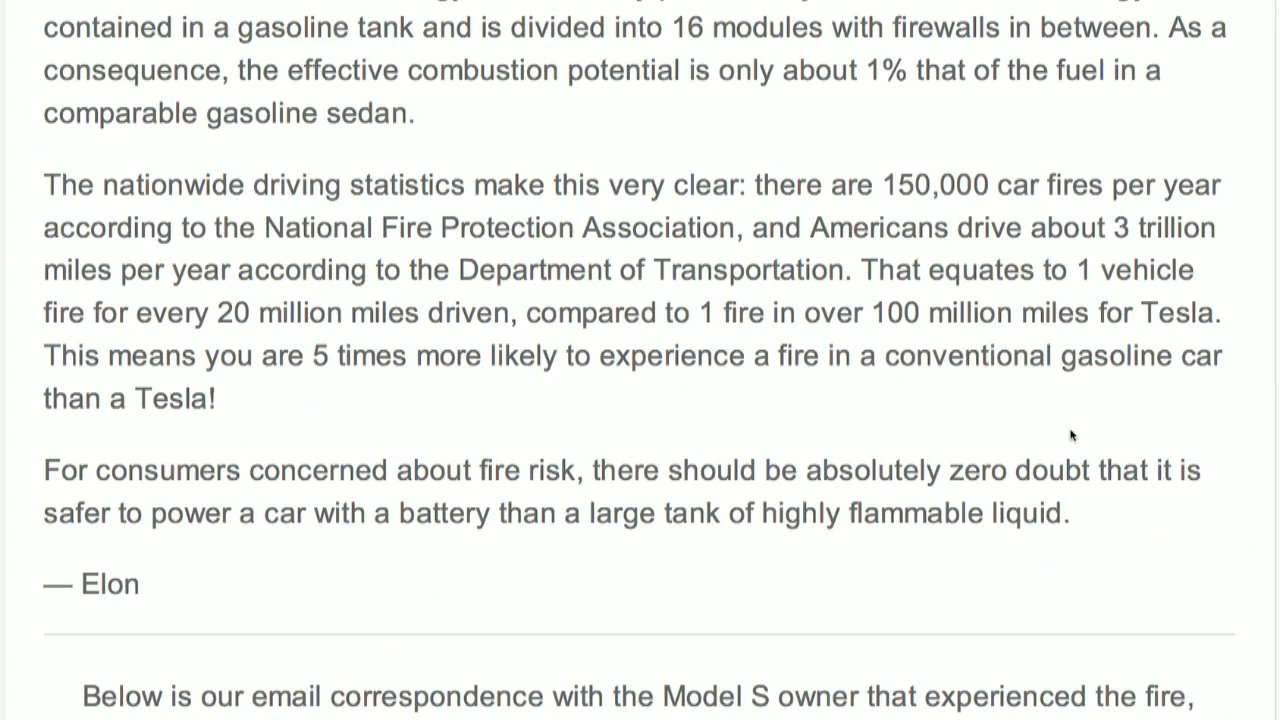 contained in a gasoline tank and is divided into 16 modules with firewalls in between. As a
consequence, the effective combustion potential is only about 1% that of the fuel in a
comparable gasoline sedan.
The nationwide driving statistics make this very clear: there are 150,000 car fires per year
according to the National Fire Protection Association, and Americans drive about 3 trillion
miles per year according to the Department of Transportation. That equates to 1 vehicle
fire for every 20 million miles driven, compared to 1 fire in over 100 million miles for Tesla.
This means you are 5 times more likely to experience a fire in a conventional gasoline car
than a Tesla!
For consumers concerned about fire risk, there should be absolutely zero doubt that it is
safer to power a car with a battery than a large tank of highly flammable liquid.
— Elon
Below is our email correspondence with the Model S owner that experienced the fire,